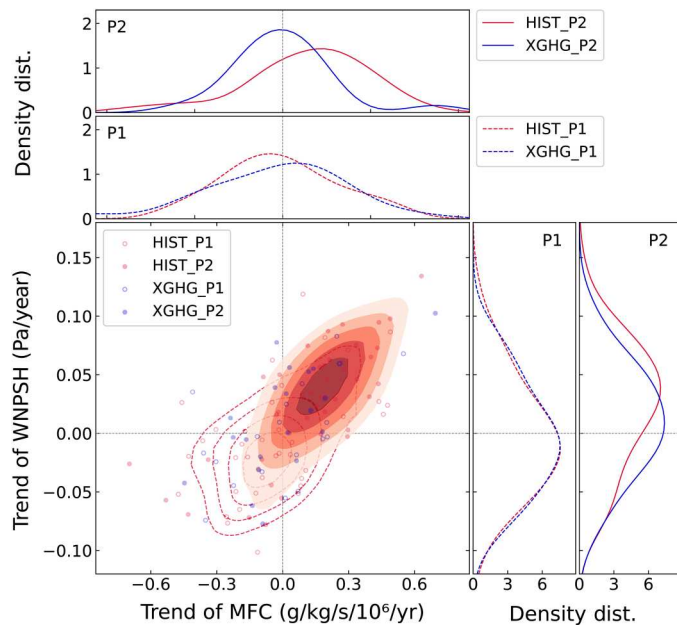 P2
2
1
0
Density dist.
HIST_P2
XGHG_P2
P1
2
1
0
HIST_P1
XGHG_P1
HIST_P1
HIST_P2
XGHG_P1
XGHG_P2
P1
P2
0.15
0.10
0.05
0.00
−0.05
−0.10
Trend of WNPSH (Pa/year)
−0.6
−0.3
0.0
0.3
0.6
Trend of MFC (g/kg/s/10⁶/yr)
0
3
6
0
3
6
Density dist.